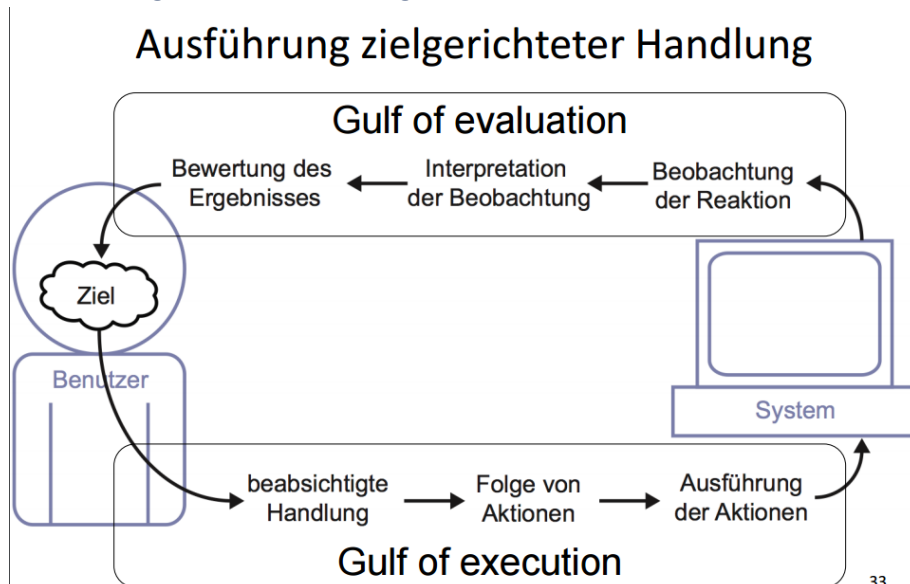 Ausführung zielgerichteter Handlung
Gulf of evaluation
Bewertung des
Ergebnisses
Interpretation
der Beobachtung
Beobachtung
der Reaktion
Ziel
Benutzer
System
beabsichtigte
Handlung
Folge von
Aktionen
Ausführung
der Aktionen
Gulf of execution
33